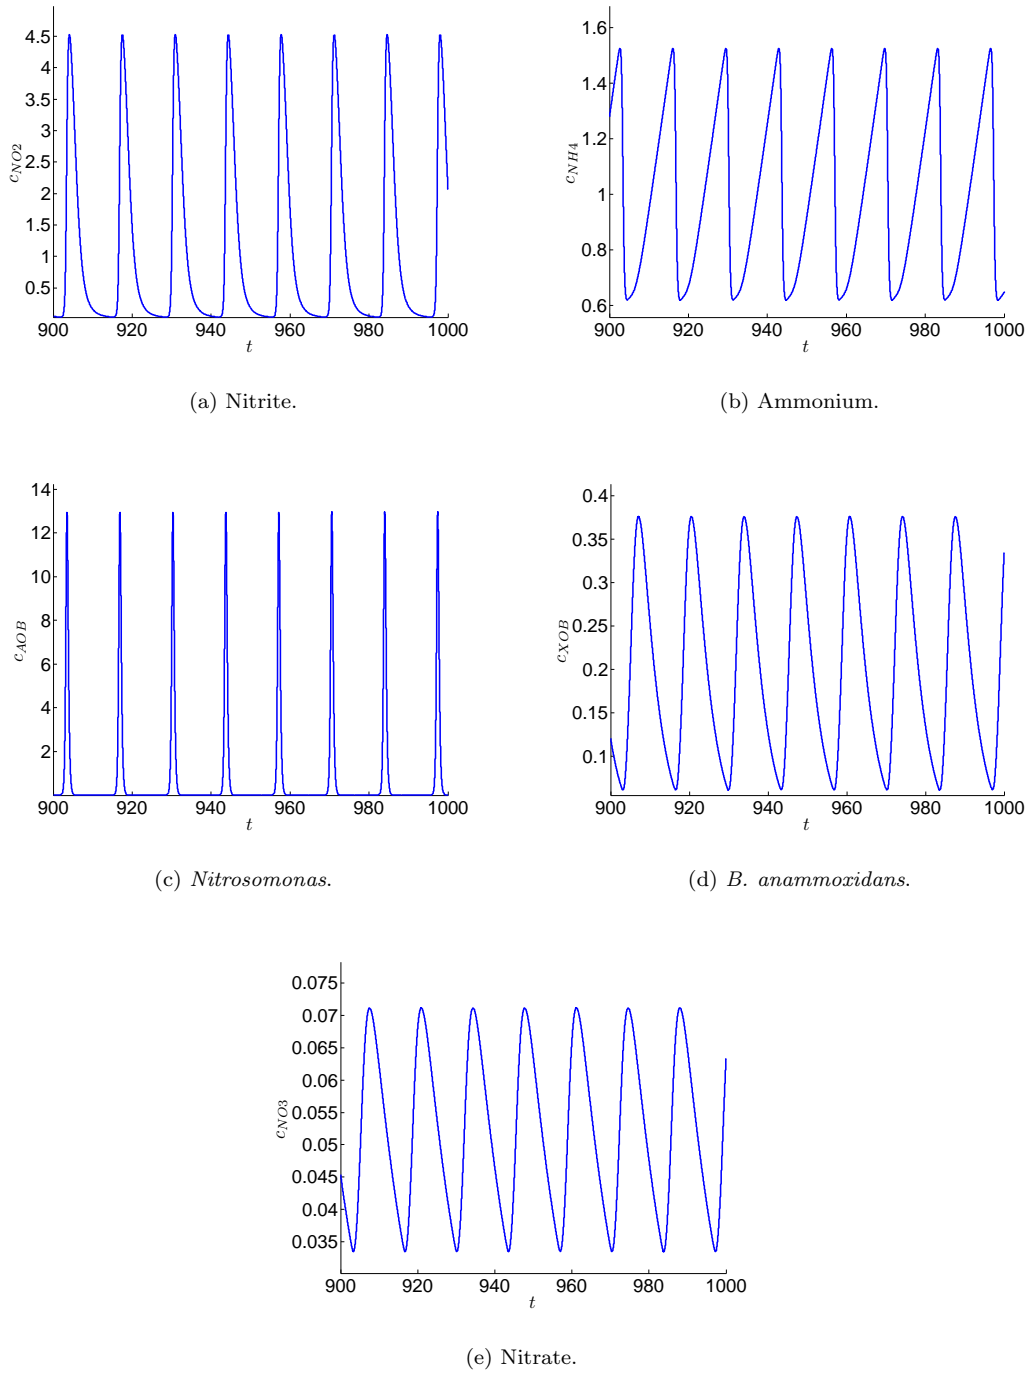 4.5
4
3.5
3
2.5
2
1.5
1
0.5
c_{NO2}
900 920 940 960 980 1000
t
(a) Nitrite.
1.6
1.4
1.2
1
0.8
0.6
c_{NH4}
900 920 940 960 980 1000
t
(b) Ammonium.
14
12
10
8
6
4
2
c_{AOB}
900 920 940 960 980 1000
t
(c) Nitrosomonas.
0.4
0.35
0.3
0.25
0.2
0.15
0.1
c_{XOB}
900 920 940 960 980 1000
t
(d) B. anammoxidans.
0.075
0.07
0.065
0.06
0.055
0.05
0.045
0.04
0.035
c_{NO3}
900 920 940 960 980 1000
t
(e) Nitrate.